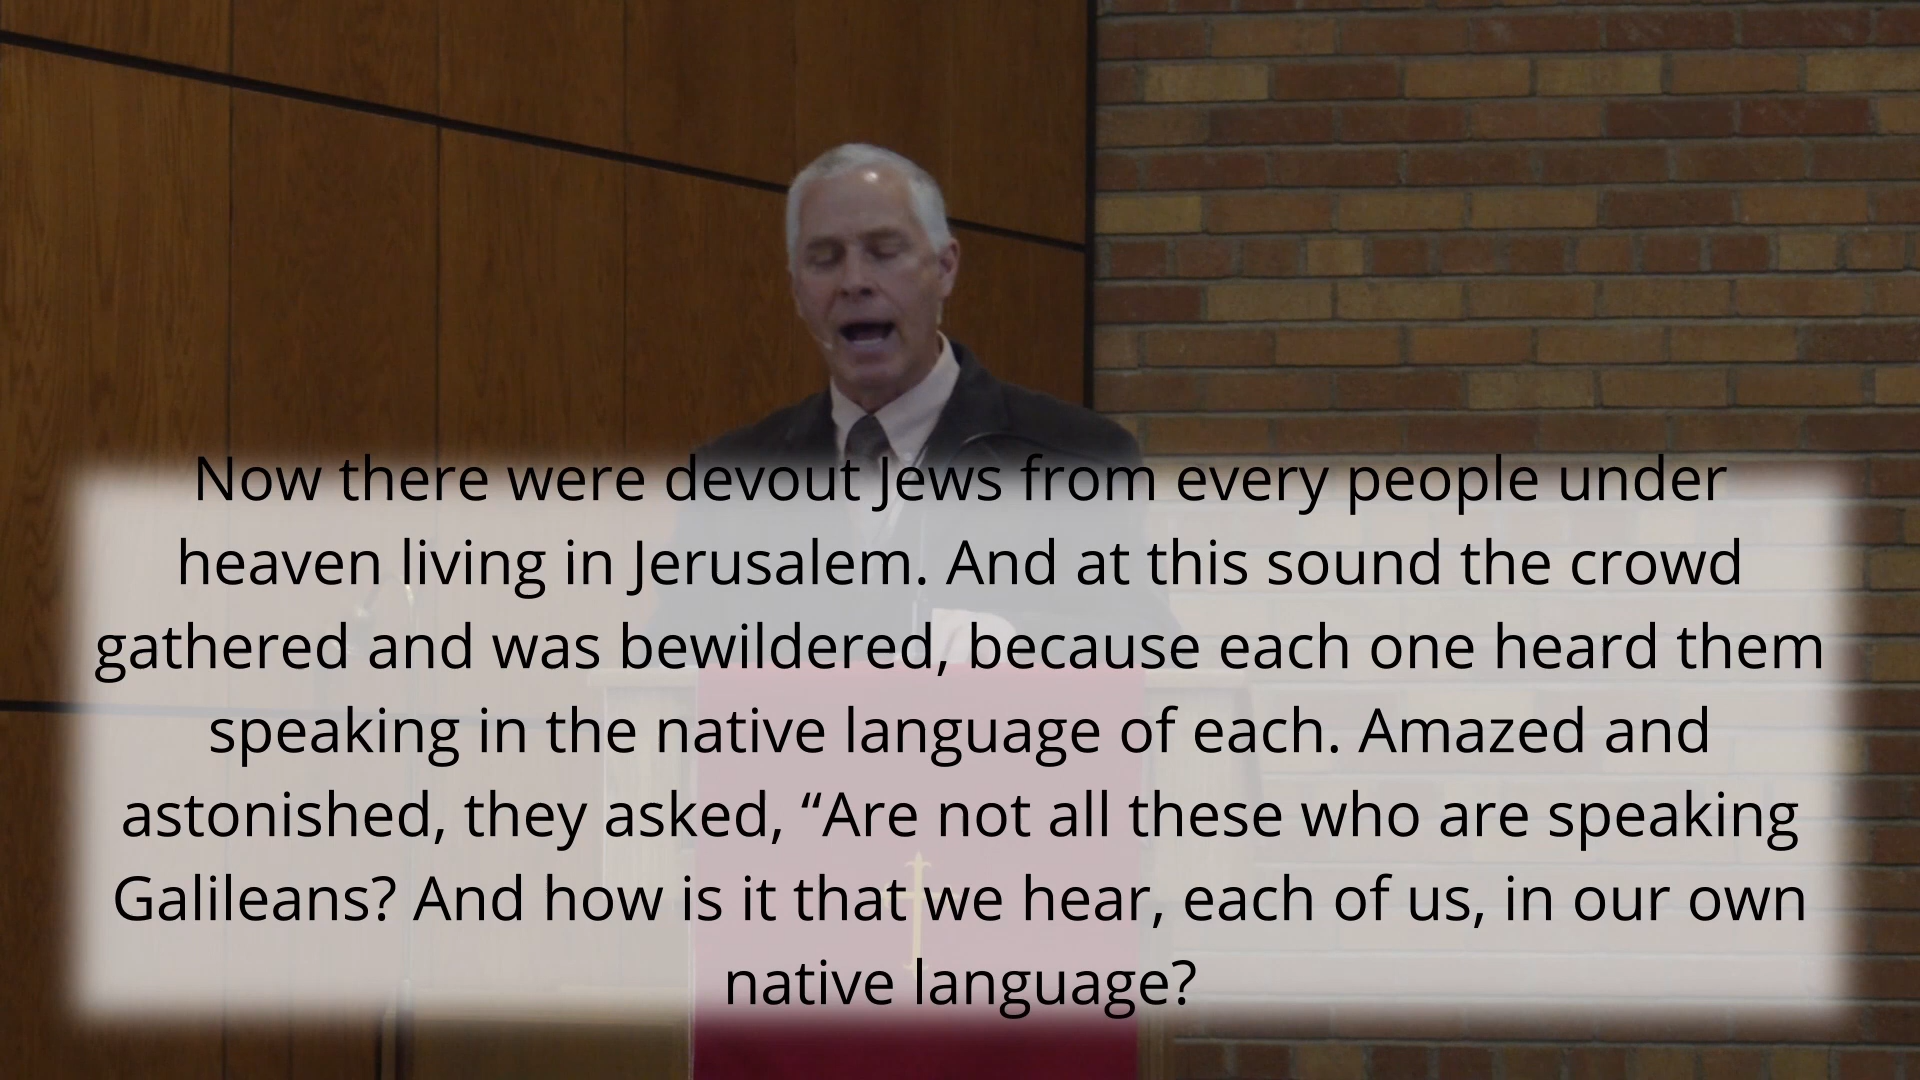 Now there were devout Jews from every people under
heaven living in Jerusalem. And at this sound the crowd
gathered and was bewildered, because each one heard them
speaking in the native language of each. Amazed and
astonished, they asked, “Are not all these who are speaking
Galileans? And how is it that we hear, each of us, in our own
native language?